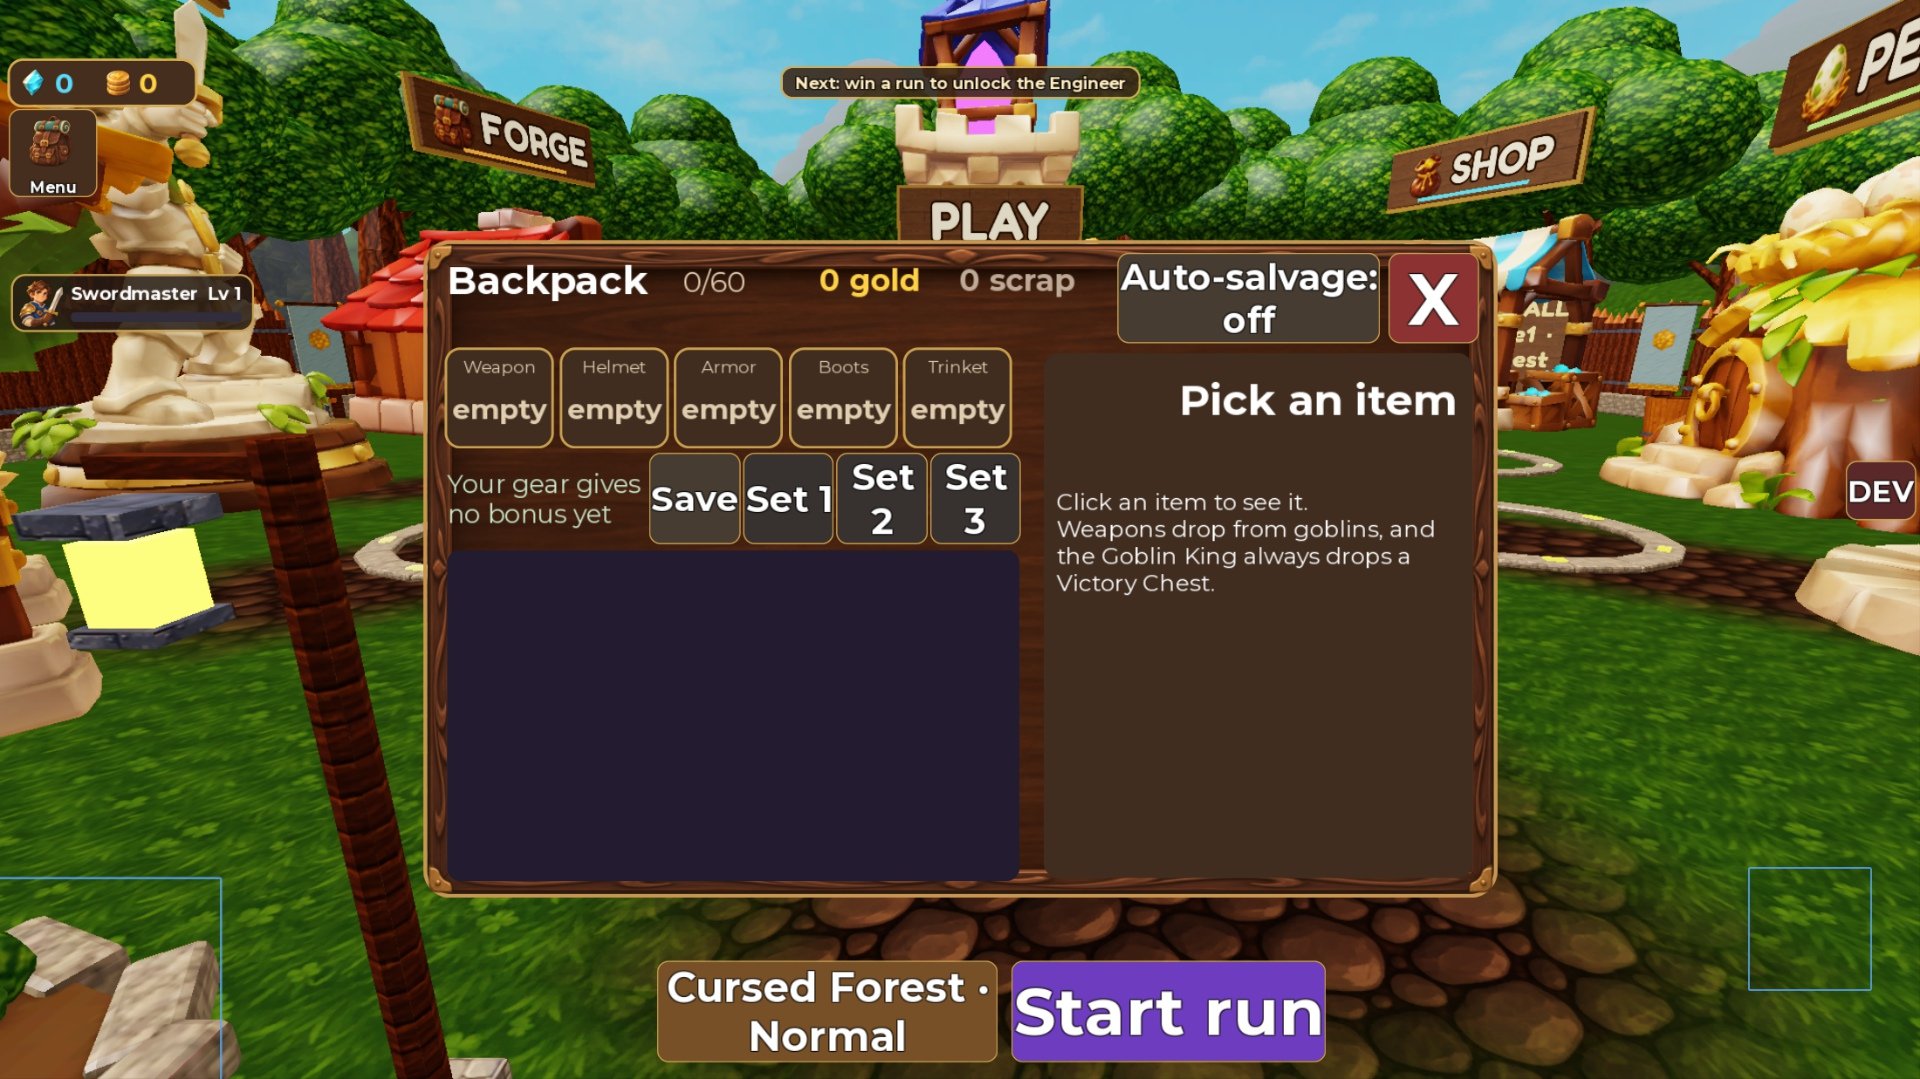 0 0
Menu
Next: win a run to unlock the Engineer
FORGE
PLAY
SHOP
PE
Swordmaster Lv 1
Backpack 0/60 0 gold 0 scrap
Auto-salvage:
off
X
Weapon Helmet Armor Boots Trinket
empty empty empty empty empty
Your gear gives
no bonus yet
Save
Set 1
Set
2
Set
3
Pick an item
Click an item to see it.
Weapons drop from goblins, and
the Goblin King always drops a
Victory Chest.
ALL
e1 ·
est
DEV
Cursed Forest ·
Normal
Start run